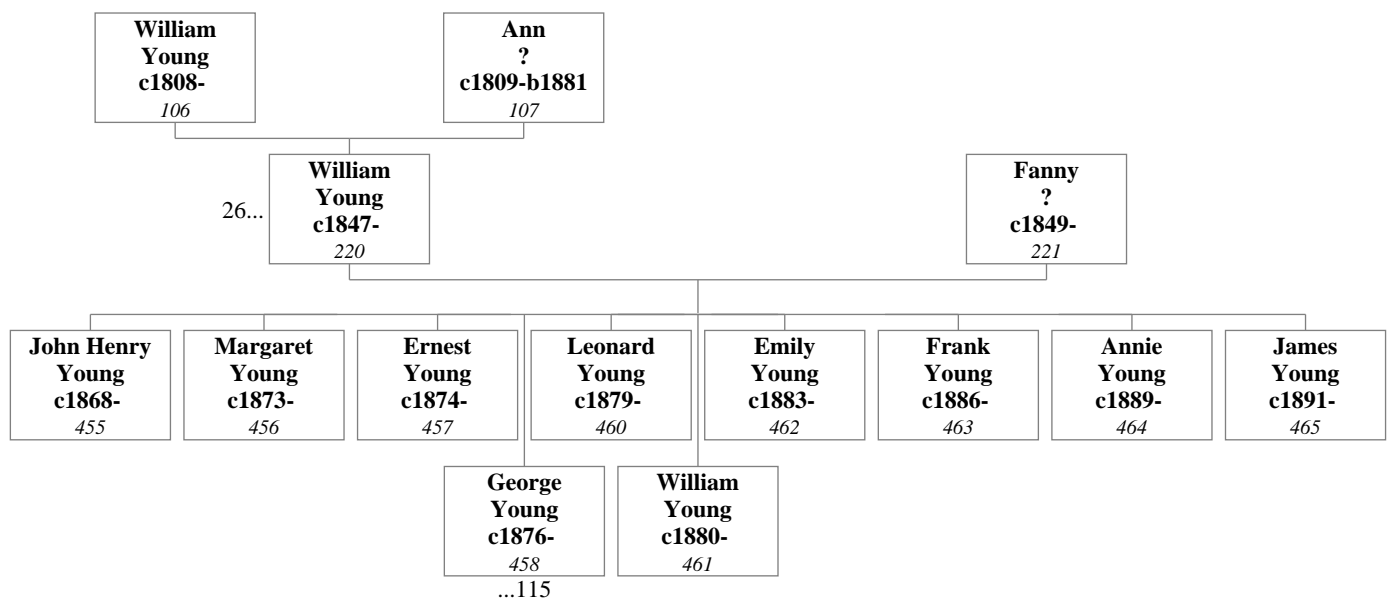 William
Young
c1808-
106
Ann
?
c1809-b1881
107
26...
William
Young
c1847-
220
Fanny
?
c1849-
221
John Henry
Young
c1868-
455
Margaret
Young
c1873-
456
Ernest
Young
c1874-
457
Leonard
Young
c1879-
460
Emily
Young
c1883-
462
Frank
Young
c1886-
463
Annie
Young
c1889-
464
James
Young
c1891-
465
George
Young
c1876-
458
...115
William
Young
c1880-
461